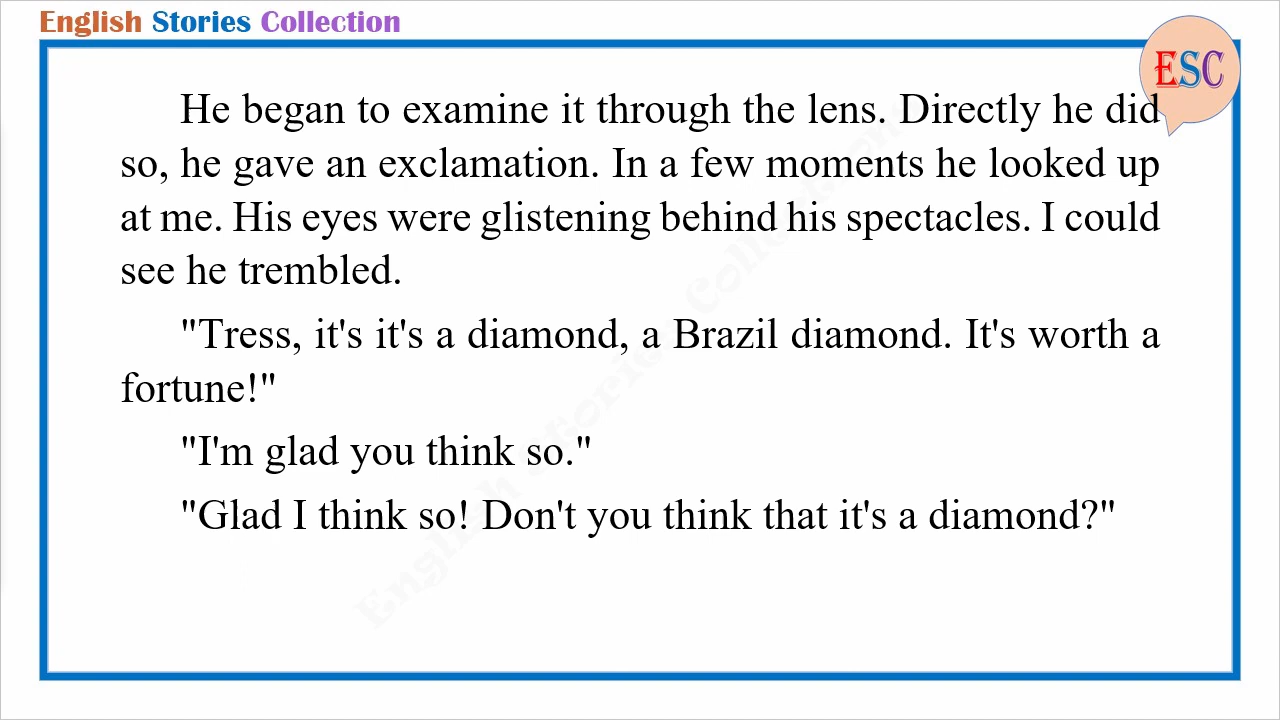 English Stories Collection
ESC
He began to examine it through the lens. Directly he did
so, he gave an exclamation. In a few moments he looked up
at me. His eyes were glistening behind his spectacles. I could
see he trembled.
"Tress, it's it's a diamond, a Brazil diamond. It's worth a
fortune!"
"I'm glad you think so."
"Glad I think so! Don't you think that it's a diamond?"
English Stories Collection